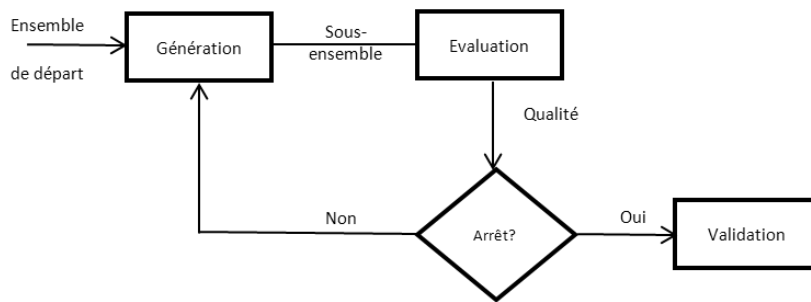 Ensemble
de départ
Génération
Sous-
ensemble
Evaluation
Qualité
Arrêt?
Non
Oui
Validation